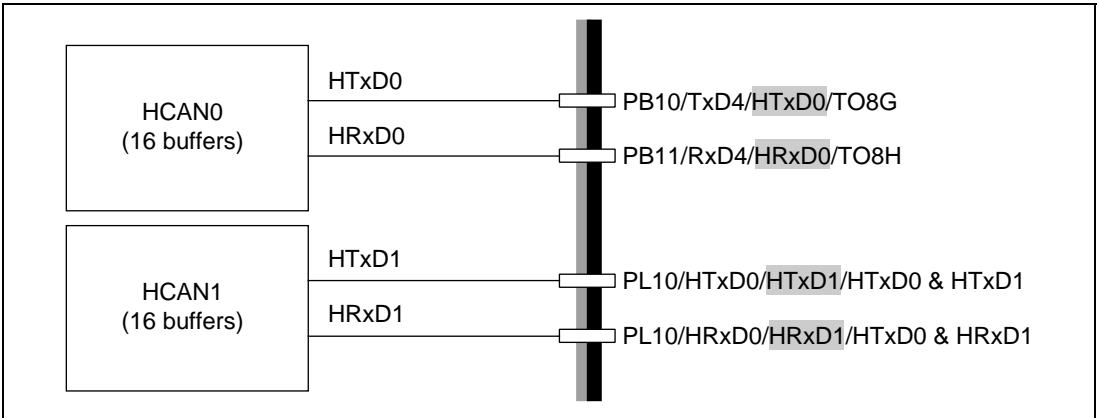 HCAN0
(16 buffers)
HTxD0
HRxD0
PB10/TxD4/HTxD0/TO8G
PB11/RxD4/HRxD0/TO8H
HCAN1
(16 buffers)
HTxD1
HRxD1
PL10/HTxD0/HTxD1/HTxD0 & HTxD1
PL10/HRxD0/HRxD1/HTxD0 & HRxD1